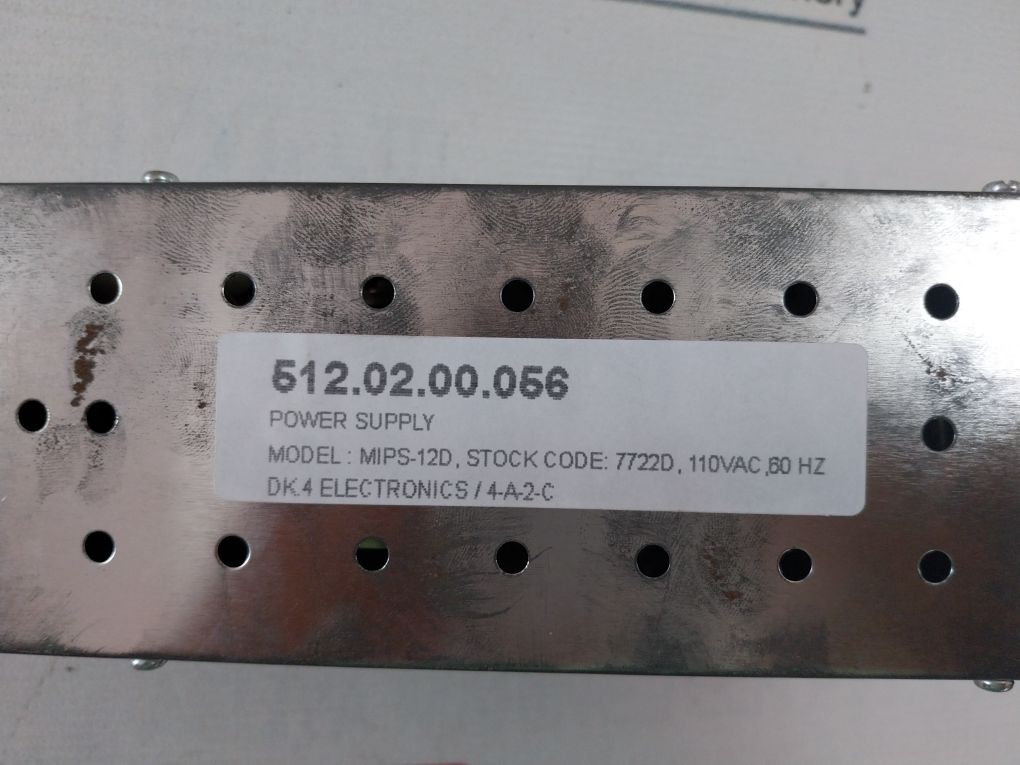 512.02.00.056
POWER SUPPLY
MODEL : MIPS-12D, STOCK CODE: 7722D, 110VAC,60 HZ
DK.4 ELECTRONICS / 4-A-2-C